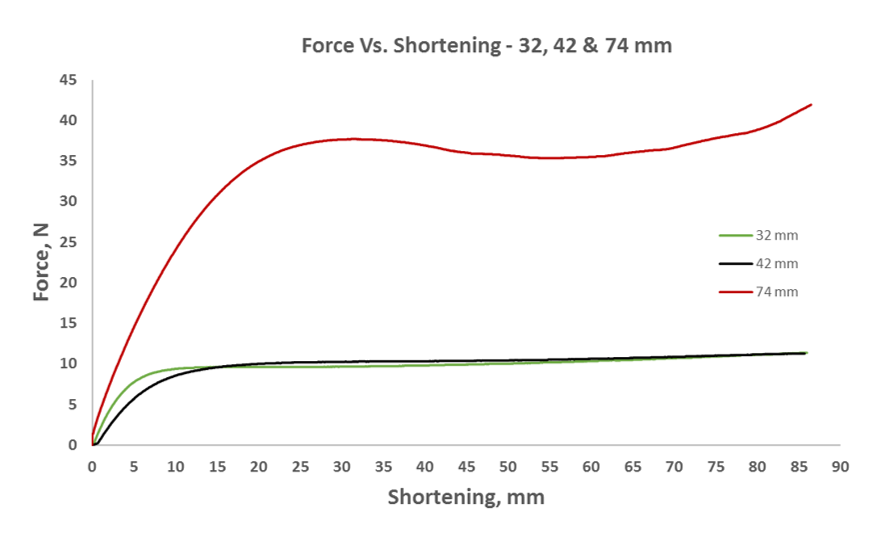 Force Vs. Shortening - 32, 42 & 74 mm
45
40
35
30
25
20
15
10
5
0
Force, N
32 mm
42 mm
74 mm
0 5 10 15 20 25 30 35 40 45 50 55 60 65 70 75 80 85 90
Shortening, mm